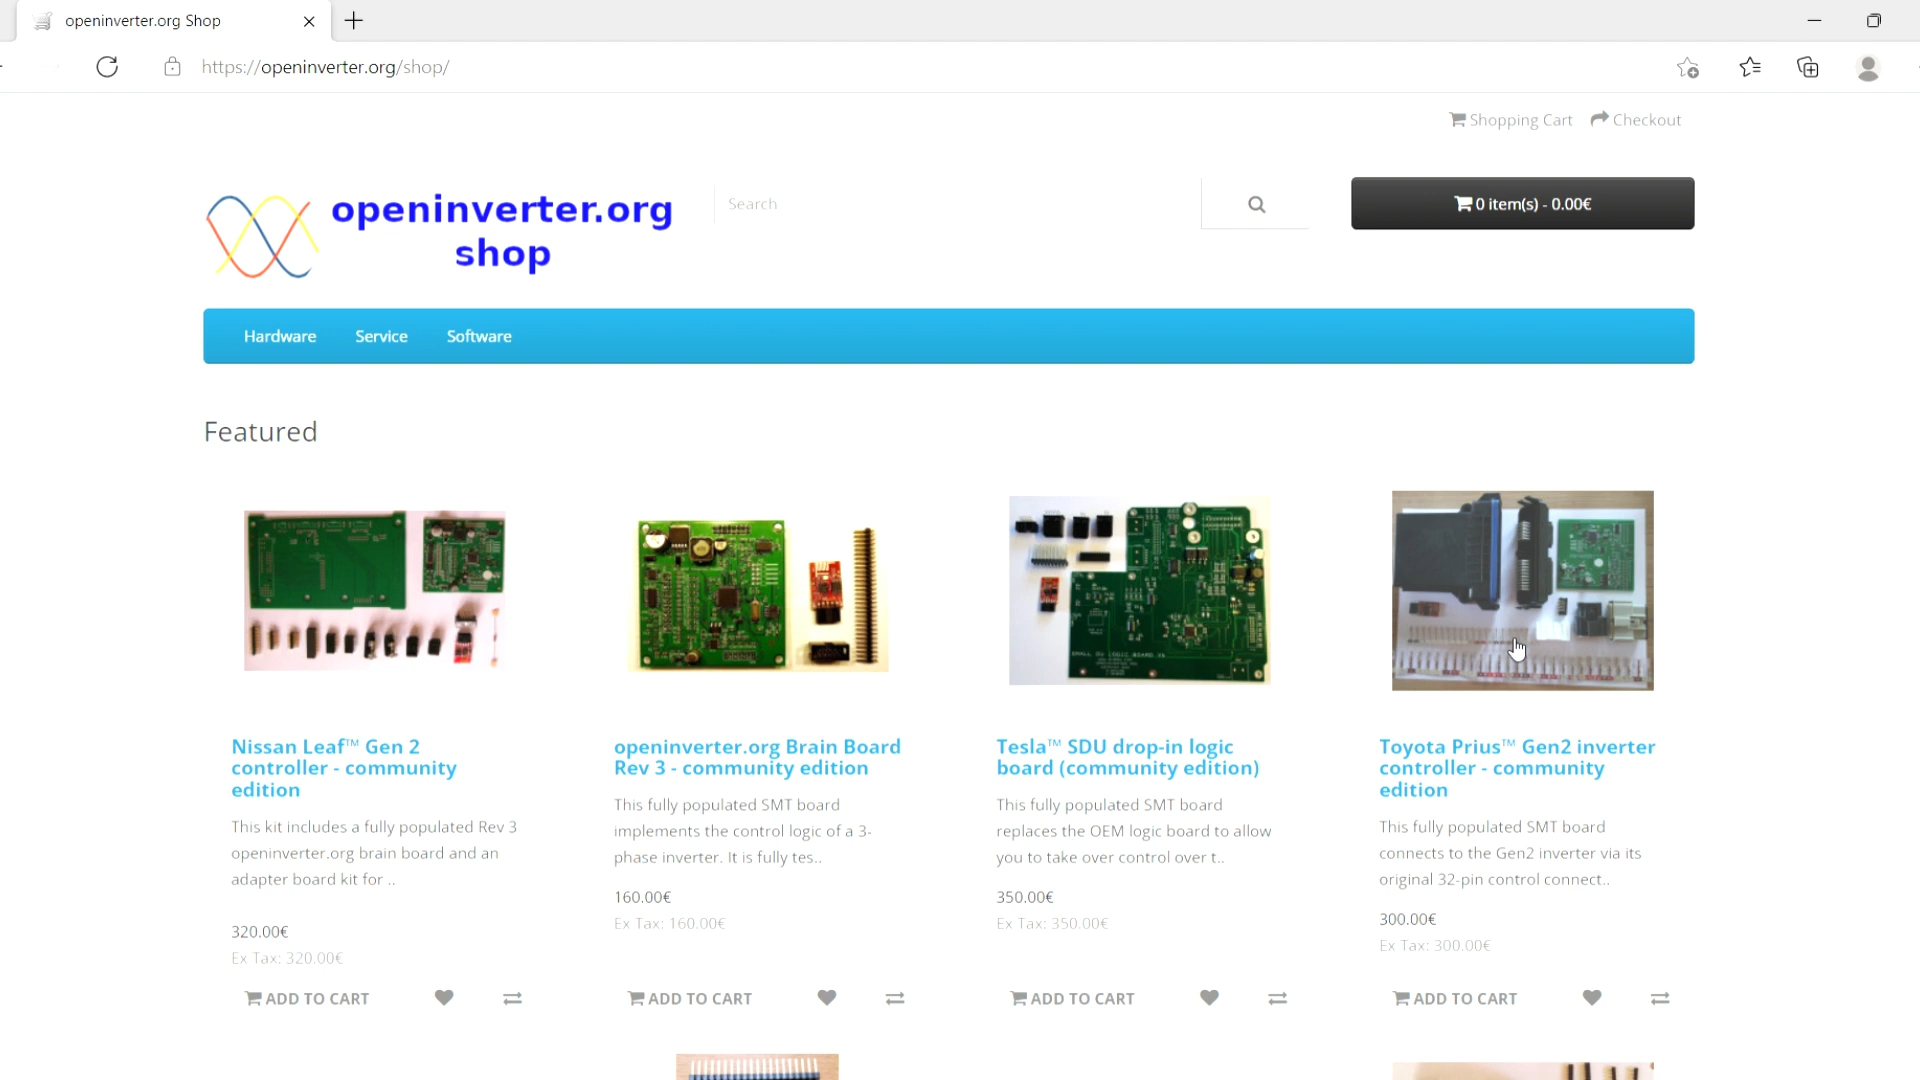 openinverter.org Shop
https://openinverter.org/shop/
Shopping Cart Checkout
openinverter.org
shop
Search
0 item(s) - 0.00€
Hardware Service Software
Featured
SMALL DU LOGIC BOARD V4
Nissan Leaf™ Gen 2
controller - community
edition
This kit includes a fully populated Rev 3
openinverter.org brain board and an
adapter board kit for ..
320.00€
Ex Tax: 320.00€
ADD TO CART
openinverter.org Brain Board
Rev 3 - community edition
This fully populated SMT board
implements the control logic of a 3-
phase inverter. It is fully tes..
160.00€
Ex Tax: 160.00€
ADD TO CART
Tesla™ SDU drop-in logic
board (community edition)
This fully populated SMT board
replaces the OEM logic board to allow
you to take over control over t..
350.00€
Ex Tax: 350.00€
ADD TO CART
Toyota Prius™ Gen2 inverter
controller - community
edition
This fully populated SMT board
connects to the Gen2 inverter via its
original 32-pin control connect..
300.00€
Ex Tax: 300.00€
ADD TO CART